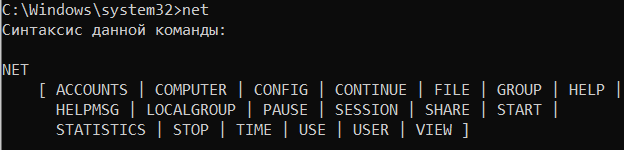 C:\Windows\system32>net
Синтаксис данной команды:
NET
[ ACCOUNTS | COMPUTER | CONFIG | CONTINUE | FILE | GROUP | HELP |
HELPMSG | LOCALGROUP | PAUSE | SESSION | SHARE | START |
STATISTICS | STOP | TIME | USE | USER | VIEW ]